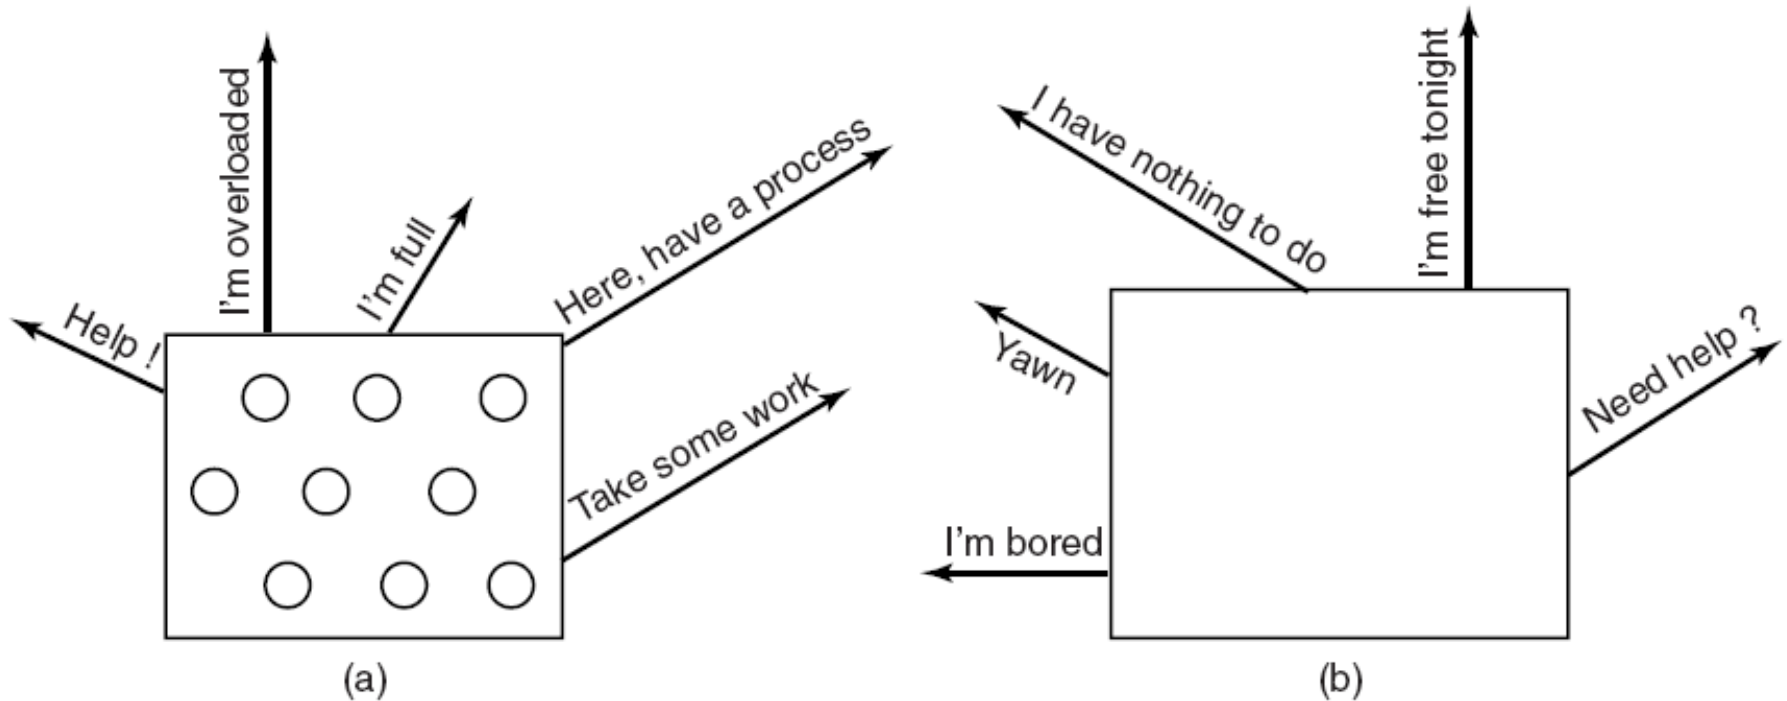 I'm overloaded
I'm full
Here, have a process
Help !
Take some work
(a)
I have nothing to do
I'm free tonight
Yawn
Need help ?
I'm bored
(b)